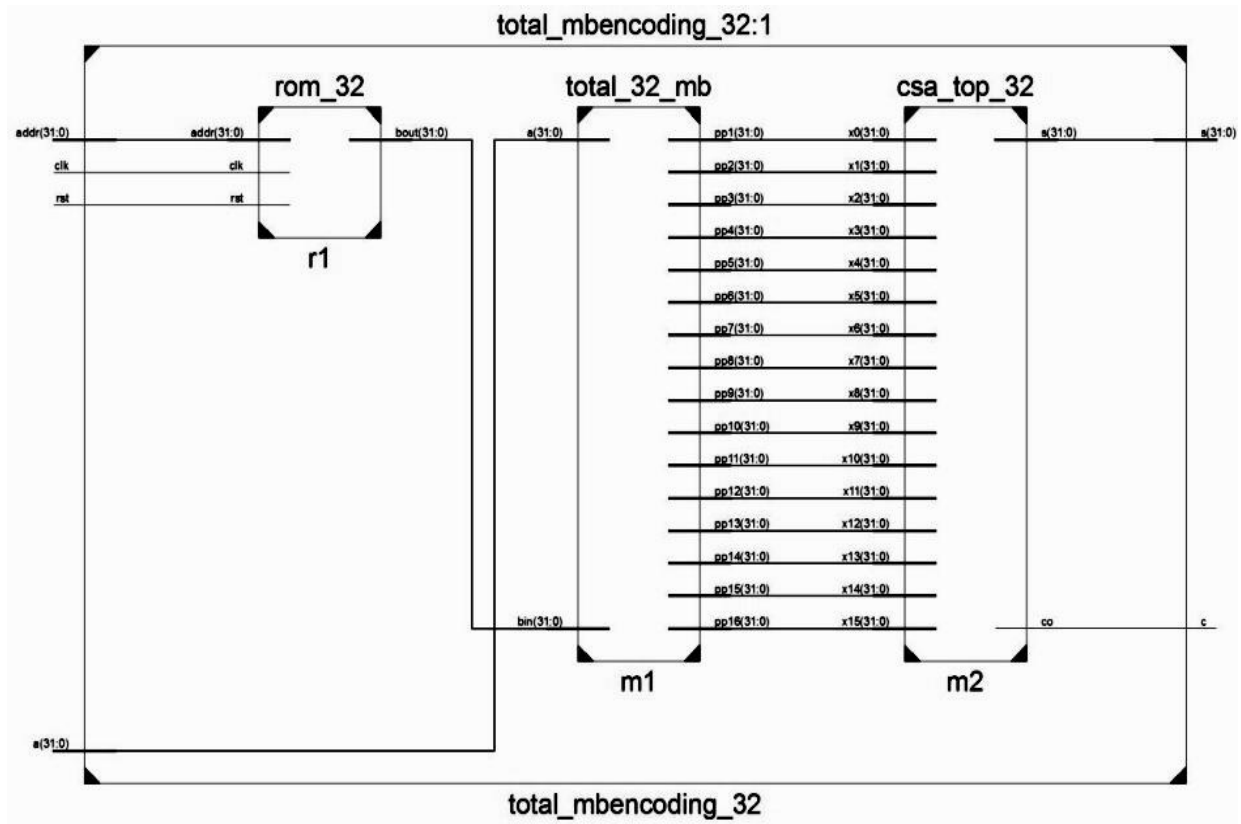 total_mbencoding_32:1
rom_32 total_32_mb csa_top_32
addr(31:0) addr(31:0) bout(31:0) a(31:0) pp1(31:0) x0(31:0) s(31:0) s(31:0)
clk clk pp2(31:0) x1(31:0)
rst rst pp3(31:0) x2(31:0)
pp4(31:0) x3(31:0)
r1
pp5(31:0) x4(31:0)
pp6(31:0) x5(31:0)
pp7(31:0) x6(31:0)
pp8(31:0) x7(31:0)
pp9(31:0) x8(31:0)
pp10(31:0) x9(31:0)
pp11(31:0) x10(31:0)
pp12(31:0) x11(31:0)
pp13(31:0) x12(31:0)
pp14(31:0) x13(31:0)
pp15(31:0) x14(31:0)
bin(31:0) pp16(31:0) x15(31:0) co c
m1 m2
a(31:0)
total_mbencoding_32